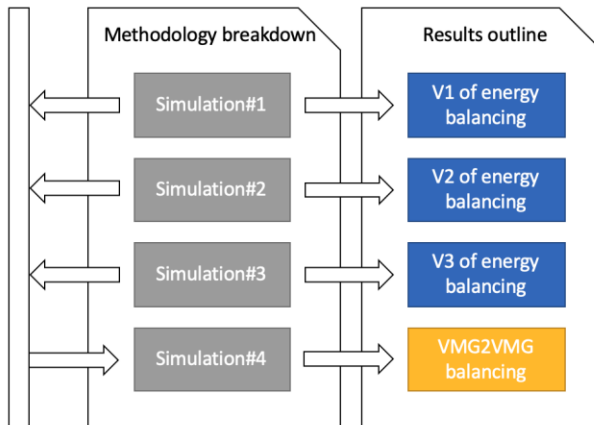 Methodology breakdown
Results outline
Simulation#1
V1 of energy
balancing
Simulation#2
V2 of energy
balancing
Simulation#3
V3 of energy
balancing
Simulation#4
VMG2VMG
balancing